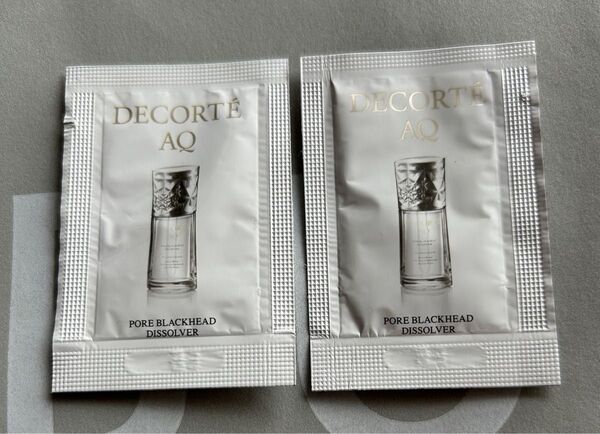 DECORTÉ
AQ
PORE BLACKHEAD
DISSOLVER
DECORTÉ
AQ
PORE BLACKHEAD
DISSOLVER